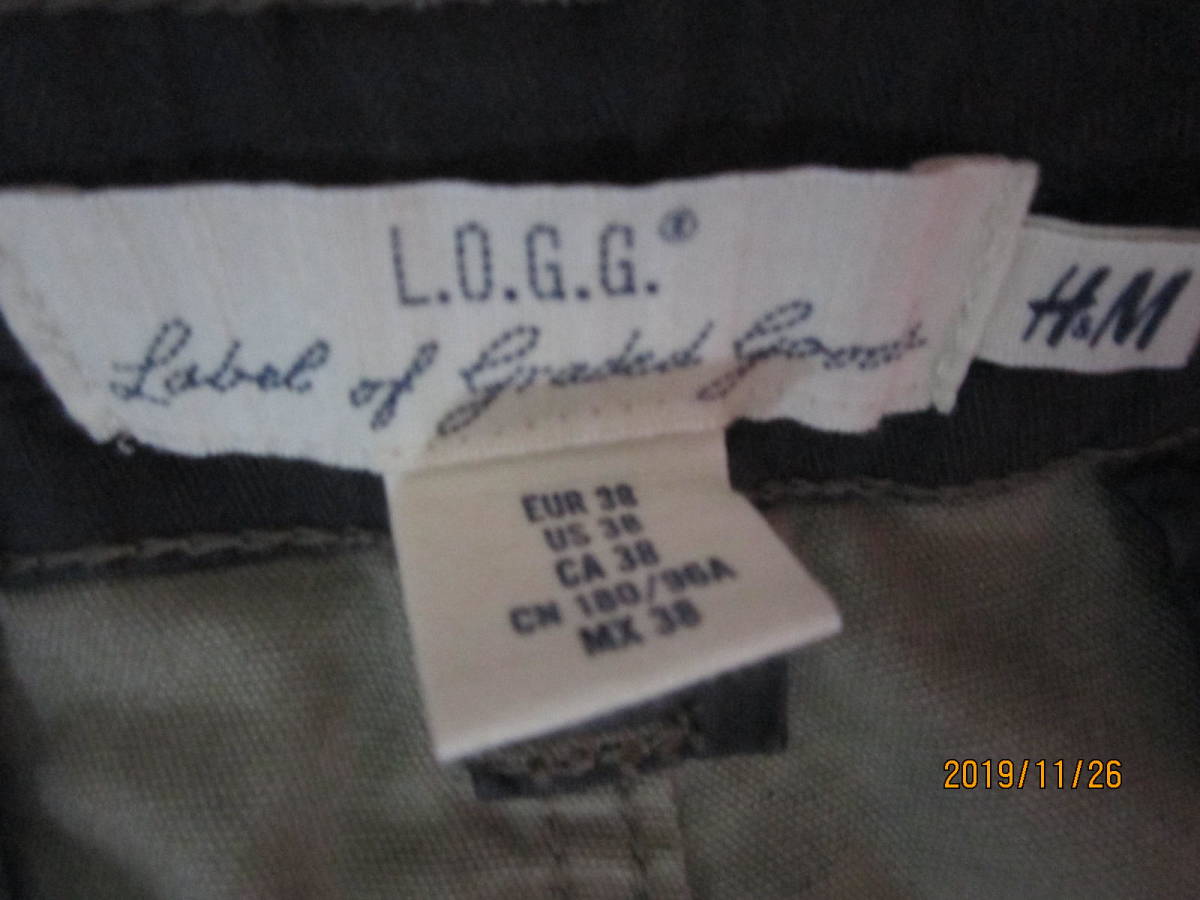 L.O.G.G.®
Label of Graded Goods
H&M
EUR 38
US 38
CA 38
CN 180/96A
MX 38
2019/11/26